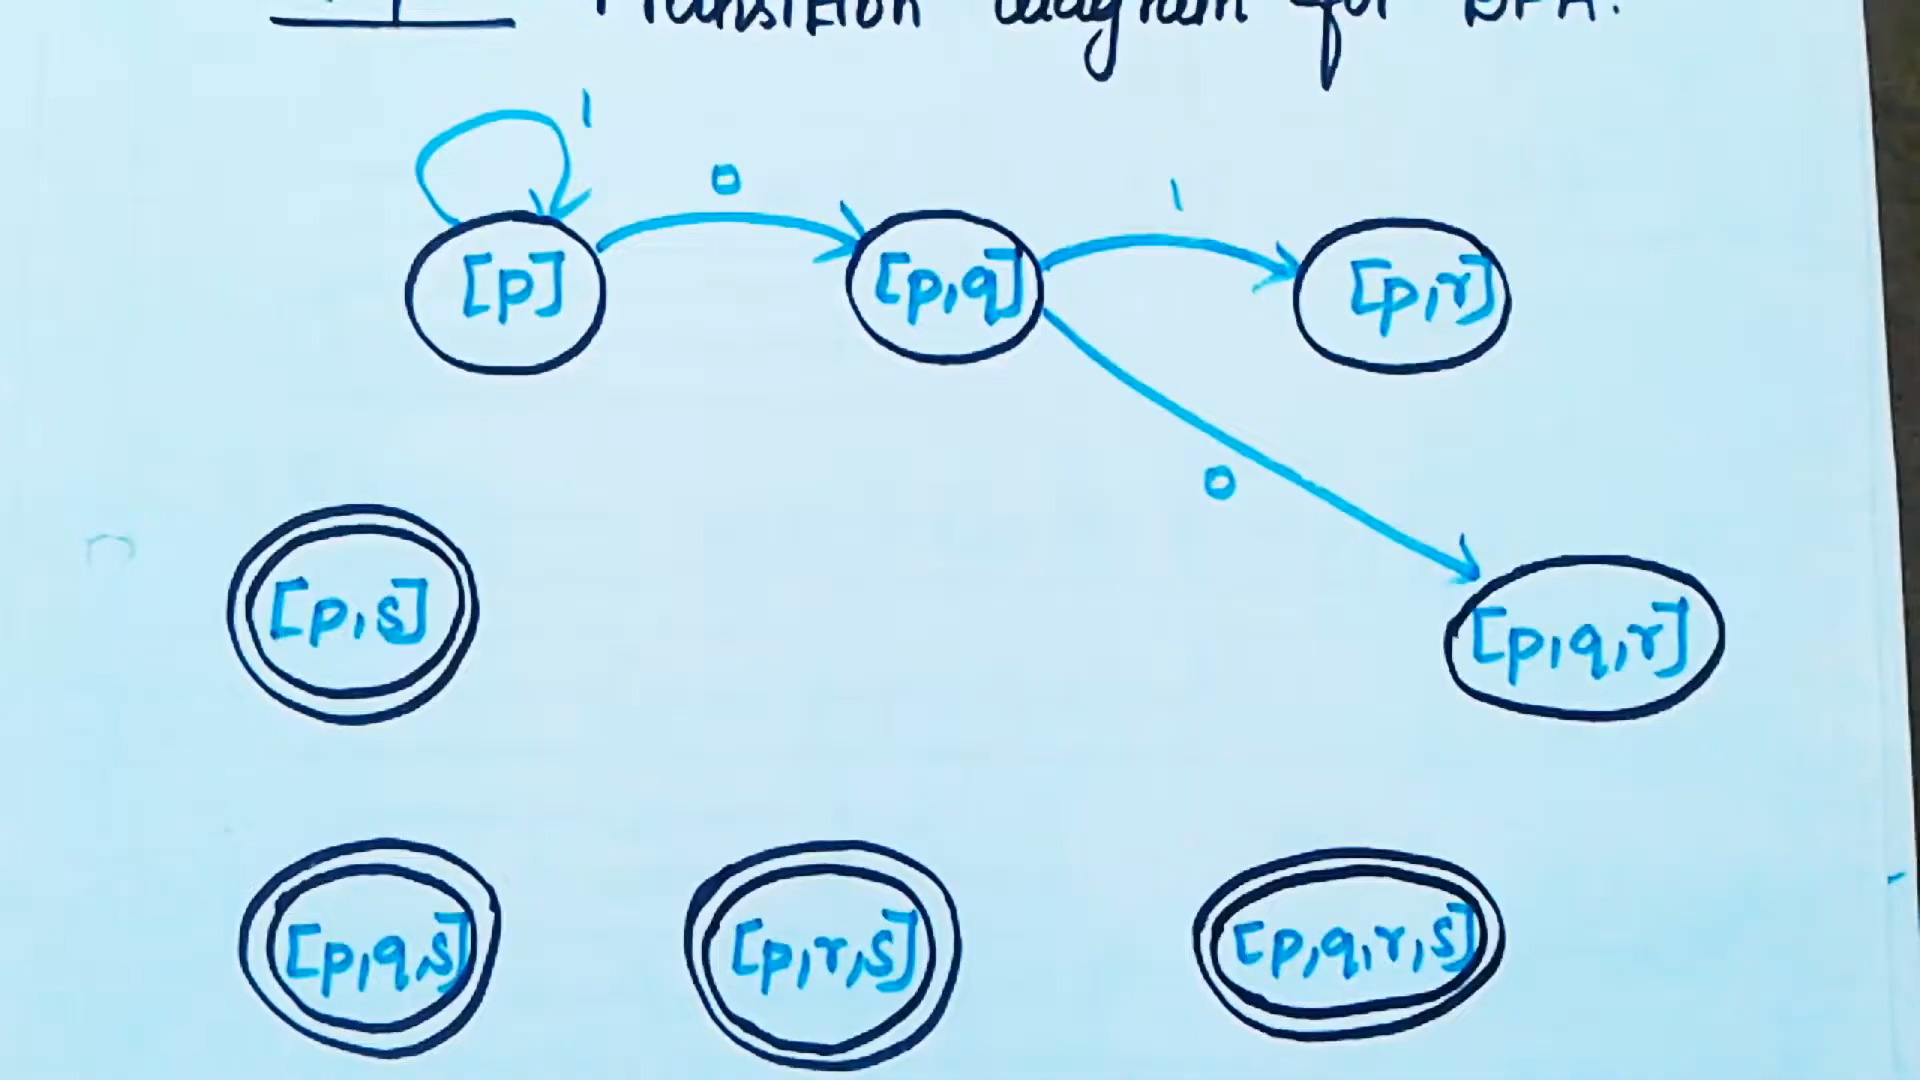 Transition diagram for DFA:
1
0
1
[p]
[p,q]
[p,r]
0
[p,s]
[p,q,r]
[p,q,s]
[p,r,s]
[p,q,r,s]